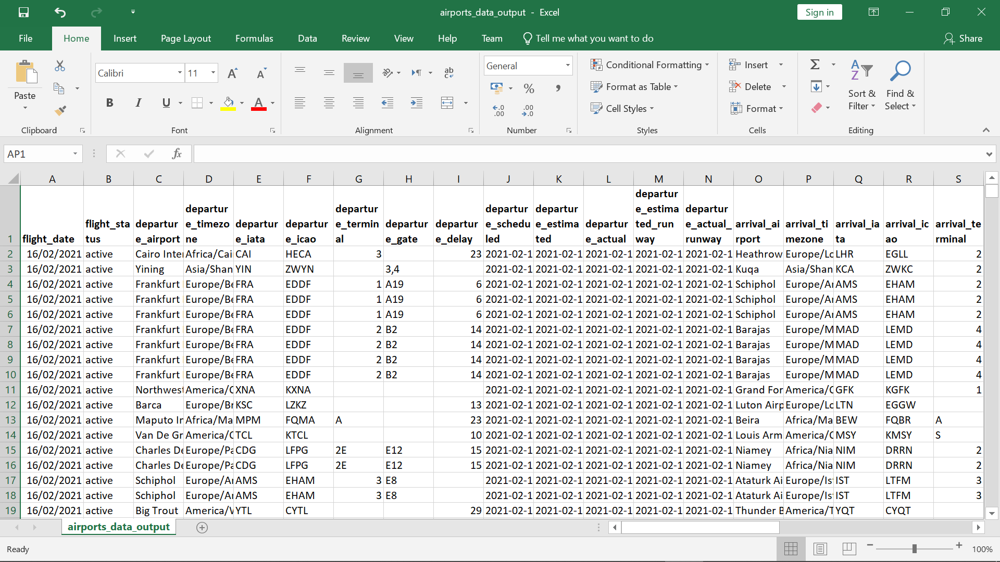 airports_data_output - Excel
Sign in
File Home Insert Page Layout Formulas Data Review View Help Team Tell me what you want to do Share
Paste
Calibri 11 A A
B I U A
ab
c
General
% ,
.0 .00
.00 .0
Conditional Formatting
Format as Table
Cell Styles
Insert
Delete
Format
Σ
A
Z
Sort &
Filter
Find &
Select
Clipboard Font Alignment Number Styles Cells Editing
AP1 fx
A B C D E F G H I J K L M N O P Q R S
1 flight_date flight_status departure_airport departure_timezone departure_iata departure_icao departure_terminal departure_gate departure_delay departure_scheduled departure_estimated departure_actual departure_estimated_runway departure_actual_runway arrival_airport arrival_timezone arrival_iata arrival_icao arrival_terminal
2 16/02/2021 active Cairo Inter Africa/Cai CAI HECA 3 23 2021-02-1 2021-02-1 2021-02-1 2021-02-1 2021-02-1 Heathrow Europe/Lo LHR EGLL 2
3 16/02/2021 active Yining Asia/Shan YIN ZWYN 3,4 2021-02-1 2021-02-1 2021-02-1 2021-02-1 2021-02-1 Kuqa Asia/Shan KCA ZWKC 2
4 16/02/2021 active Frankfurt Europe/Be FRA EDDF 1 A19 6 2021-02-1 2021-02-1 2021-02-1 2021-02-1 2021-02-1 Schiphol Europe/Ar AMS EHAM 2
5 16/02/2021 active Frankfurt Europe/Be FRA EDDF 1 A19 6 2021-02-1 2021-02-1 2021-02-1 2021-02-1 2021-02-1 Schiphol Europe/Ar AMS EHAM 2
6 16/02/2021 active Frankfurt Europe/Be FRA EDDF 1 A19 6 2021-02-1 2021-02-1 2021-02-1 2021-02-1 2021-02-1 Schiphol Europe/Ar AMS EHAM 2
7 16/02/2021 active Frankfurt Europe/Be FRA EDDF 2 B2 14 2021-02-1 2021-02-1 2021-02-1 2021-02-1 2021-02-1 Barajas Europe/M MAD LEMD 4
8 16/02/2021 active Frankfurt Europe/Be FRA EDDF 2 B2 14 2021-02-1 2021-02-1 2021-02-1 2021-02-1 2021-02-1 Barajas Europe/M MAD LEMD 4
9 16/02/2021 active Frankfurt Europe/Be FRA EDDF 2 B2 14 2021-02-1 2021-02-1 2021-02-1 2021-02-1 2021-02-1 Barajas Europe/M MAD LEMD 4
10 16/02/2021 active Frankfurt Europe/Be FRA EDDF 2 B2 14 2021-02-1 2021-02-1 2021-02-1 2021-02-1 2021-02-1 Barajas Europe/M MAD LEMD 4
11 16/02/2021 active Northwest America/C XNA KXNA 2021-02-1 2021-02-1 2021-02-1 2021-02-1 2021-02-1 Grand For America/C GFK KGFK 1
12 16/02/2021 active Barca Europe/Br KSC LZKZ 13 2021-02-1 2021-02-1 2021-02-1 2021-02-1 2021-02-1 Luton Airp Europe/Lo LTN EGGW
13 16/02/2021 active Maputo In Africa/Ma MPM FQMA A 23 2021-02-1 2021-02-1 2021-02-1 2021-02-1 2021-02-1 Beira Africa/Ma BEW FQBR A
14 16/02/2021 active Van De Gr America/C TCL KTCL 10 2021-02-1 2021-02-1 2021-02-1 2021-02-1 2021-02-1 Louis Arm America/C MSY KMSY S
15 16/02/2021 active Charles De Europe/Pa CDG LFPG 2E E12 15 2021-02-1 2021-02-1 2021-02-1 2021-02-1 2021-02-1 Niamey Africa/Nia NIM DRRN 2
16 16/02/2021 active Charles De Europe/Pa CDG LFPG 2E E12 15 2021-02-1 2021-02-1 2021-02-1 2021-02-1 2021-02-1 Niamey Africa/Nia NIM DRRN 2
17 16/02/2021 active Schiphol Europe/Ar AMS EHAM 3 E8 2021-02-1 2021-02-1 2021-02-1 2021-02-1 2021-02-1 Ataturk Ai Europe/Is IST LTFM 3
18 16/02/2021 active Schiphol Europe/Ar AMS EHAM 3 E8 2021-02-1 2021-02-1 2021-02-1 2021-02-1 2021-02-1 Ataturk Ai Europe/Is IST LTFM 3
19 16/02/2021 active Big Trout America/V YTL CYTL 29 2021-02-1 2021-02-1 2021-02-1 2021-02-1 2021-02-1 Thunder B America/T YQT CYQT
airports_data_output
Ready
100%